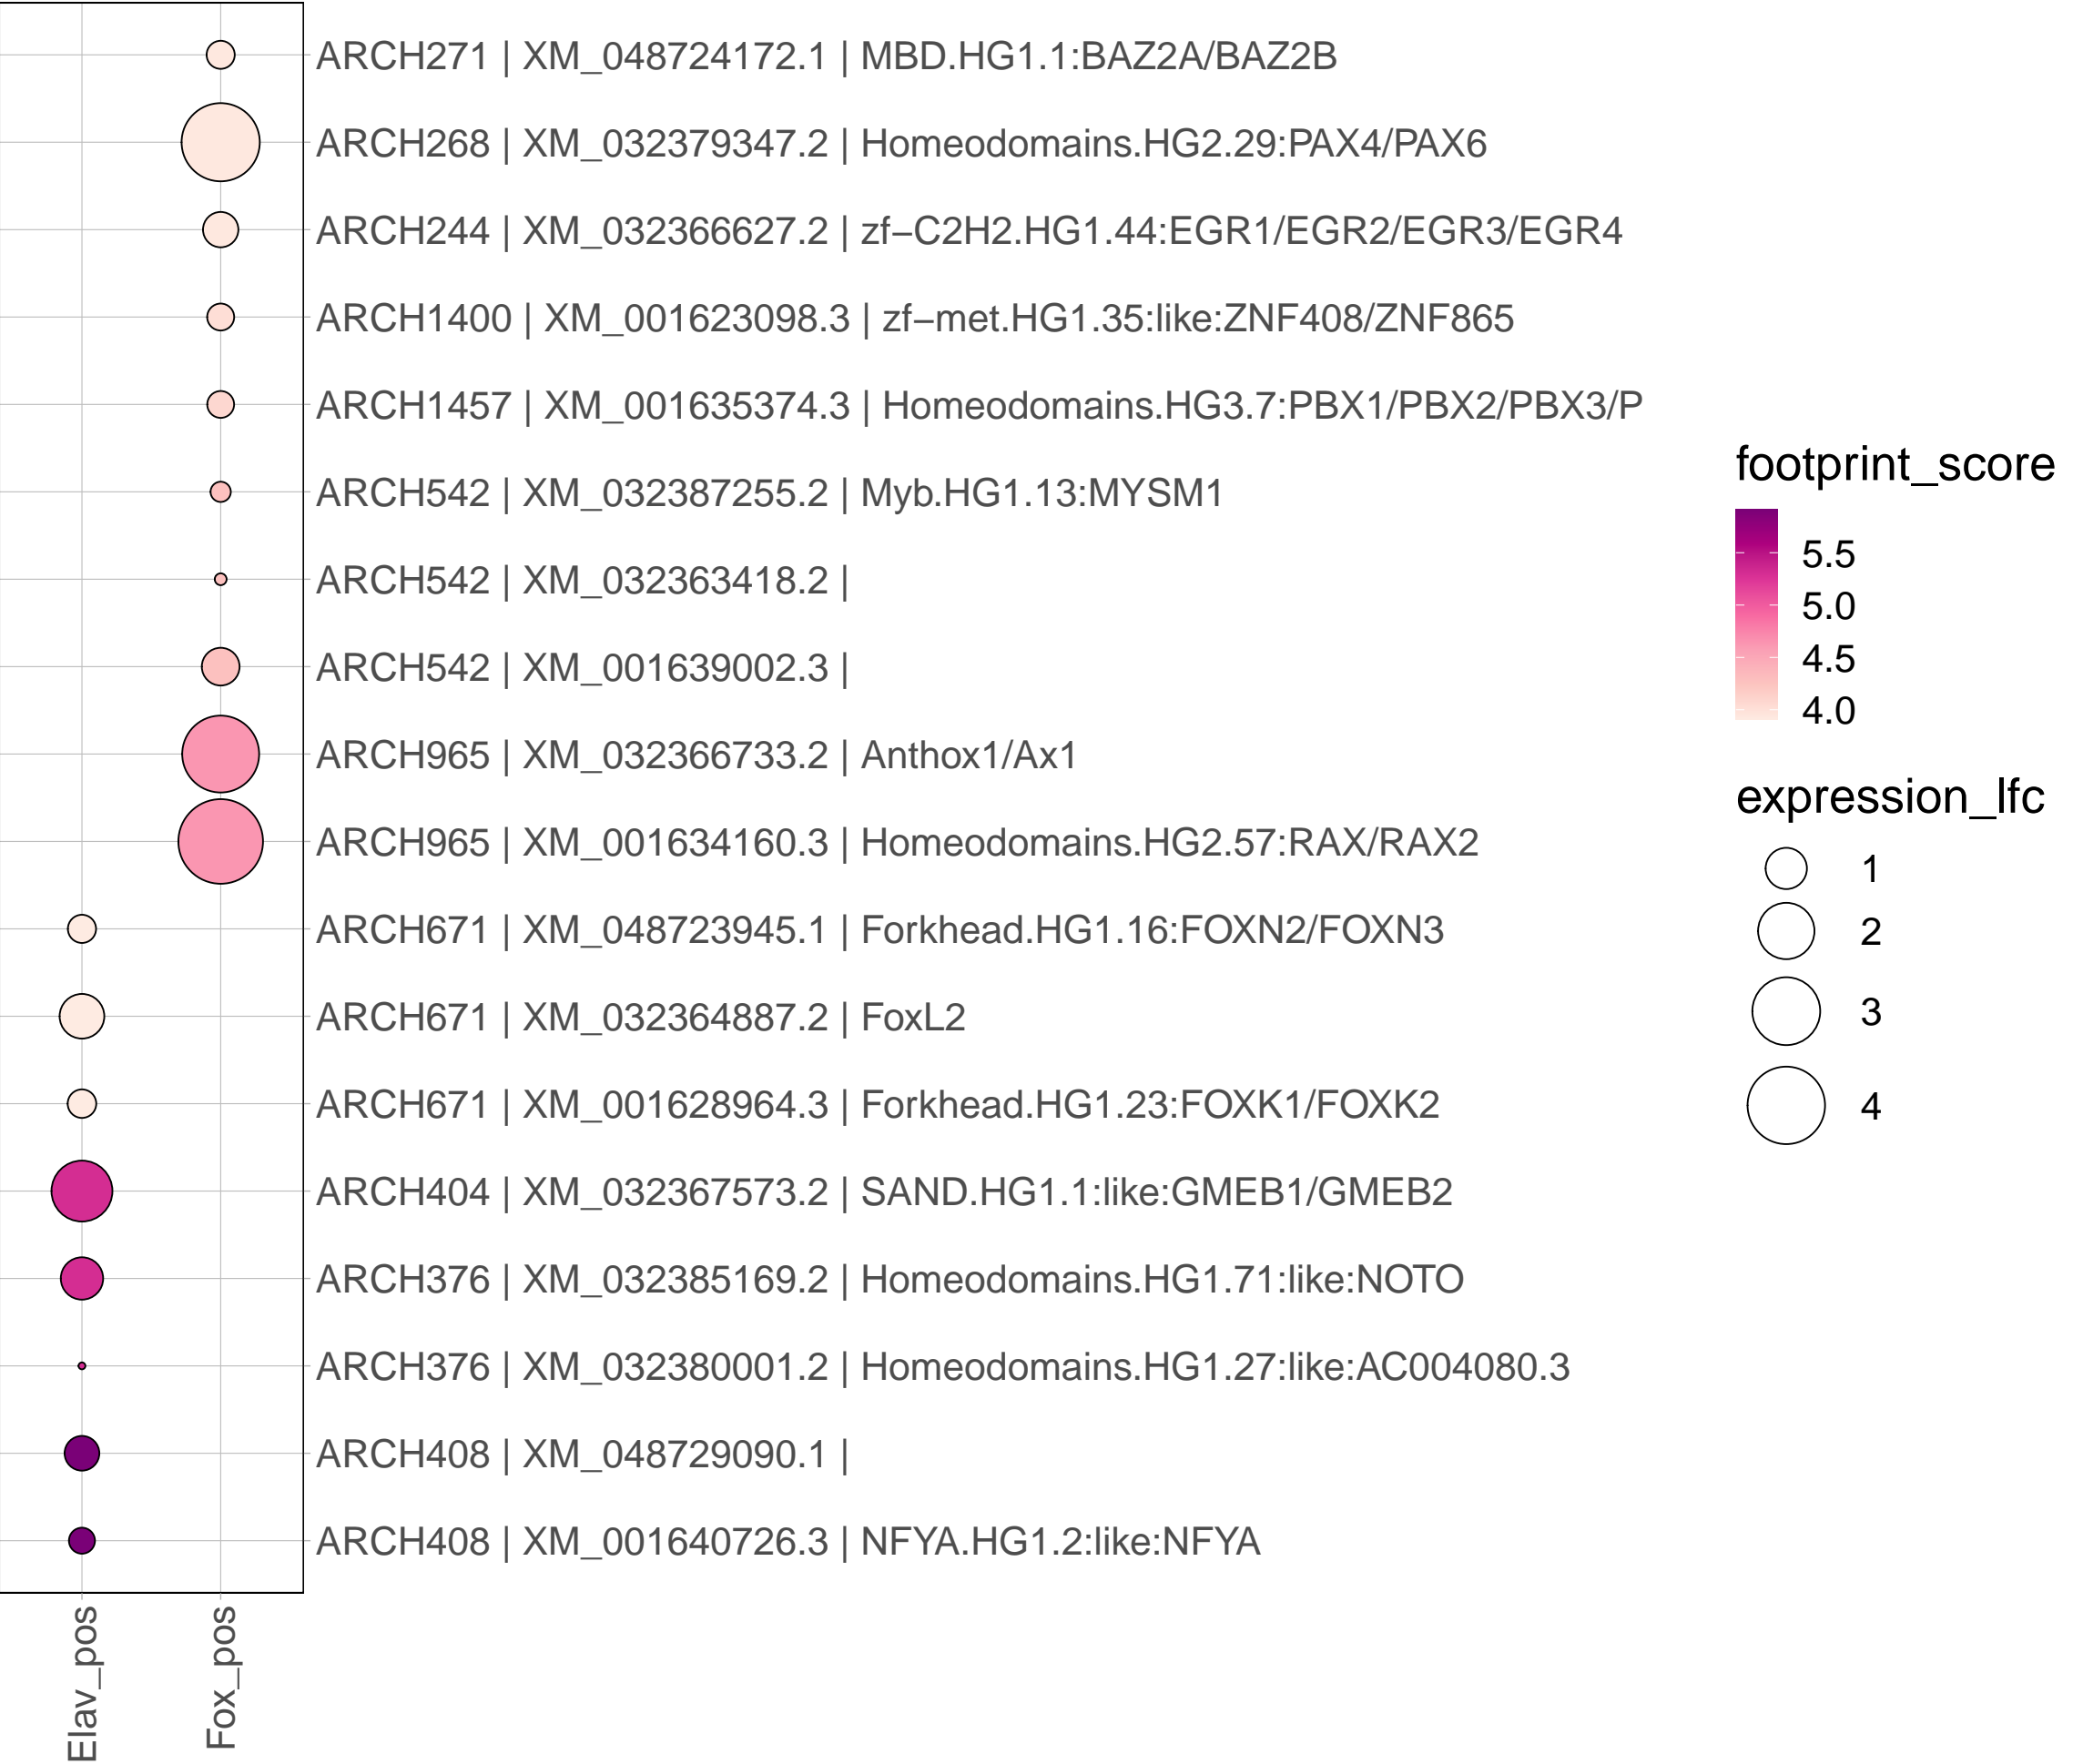 ARCH271 | XM_048724172.1 | MBD.HG1.1:BAZ2A/BAZ2B
ARCH268 | XM_032379347.2 | Homeodomains.HG2.29:PAX4/PAX6
ARCH244 | XM_032366627.2 | zf−C2H2.HG1.44:EGR1/EGR2/EGR3/EGR4
ARCH1400 | XM_001623098.3 | zf−met.HG1.35:like:ZNF408/ZNF865
ARCH1457 | XM_001635374.3 | Homeodomains.HG3.7:PBX1/PBX2/PBX3/P
ARCH542 | XM_032387255.2 | Myb.HG1.13:MYSM1
ARCH542 | XM_032363418.2 |
ARCH542 | XM_001639002.3 |
ARCH965 | XM_032366733.2 | Anthox1/Ax1
ARCH965 | XM_001634160.3 | Homeodomains.HG2.57:RAX/RAX2
ARCH671 | XM_048723945.1 | Forkhead.HG1.16:FOXN2/FOXN3
ARCH671 | XM_032364887.2 | FoxL2
ARCH671 | XM_001628964.3 | Forkhead.HG1.23:FOXK1/FOXK2
ARCH404 | XM_032367573.2 | SAND.HG1.1:like:GMEB1/GMEB2
ARCH376 | XM_032385169.2 | Homeodomains.HG1.71:like:NOTO
ARCH376 | XM_032380001.2 | Homeodomains.HG1.27:like:AC004080.3
ARCH408 | XM_048729090.1 |
ARCH408 | XM_001640726.3 | NFYA.HG1.2:like:NFYA
Elav_pos
Fox_pos
footprint_score
5.5
5.0
4.5
4.0
expression_lfc
1
2
3
4